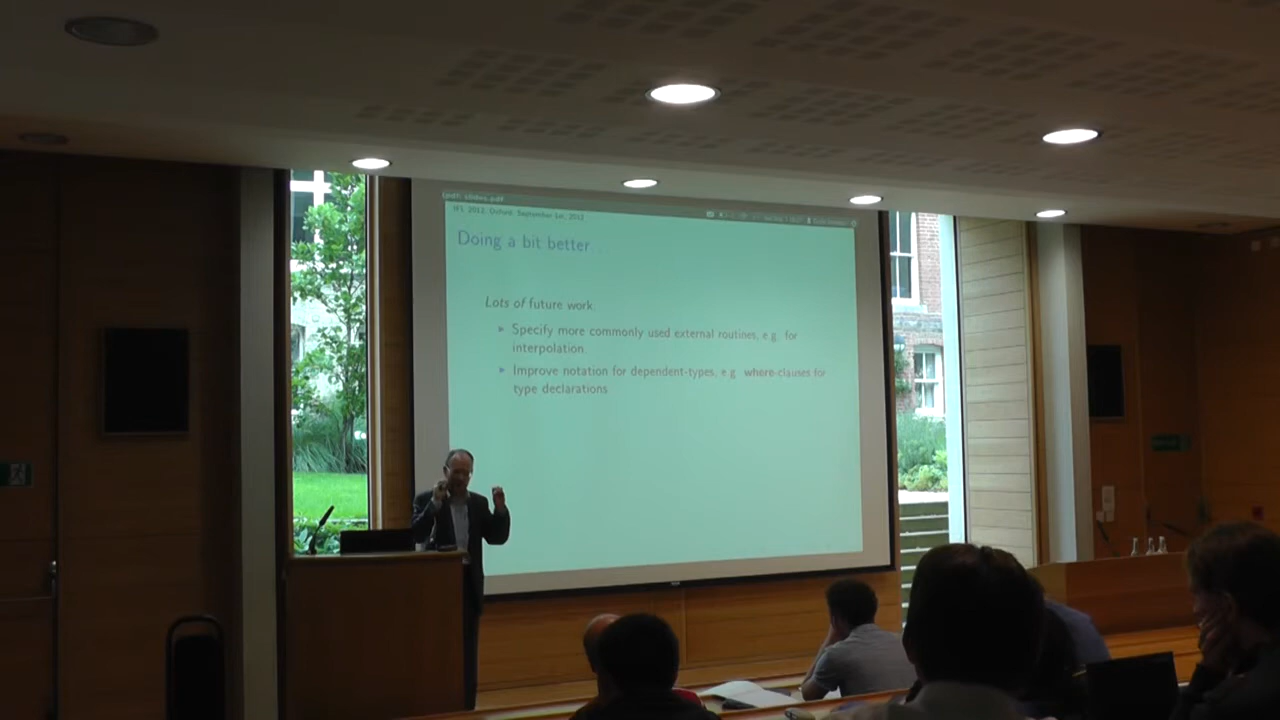 IFL 2012, Oxford, September 1st, 2012
Doing a bit better
Lots of future work.
▶ Specify more commonly used external routines, e.g. for
interpolation
▶ Improve notation for dependent-types, e.g. where-clauses for
type declarations